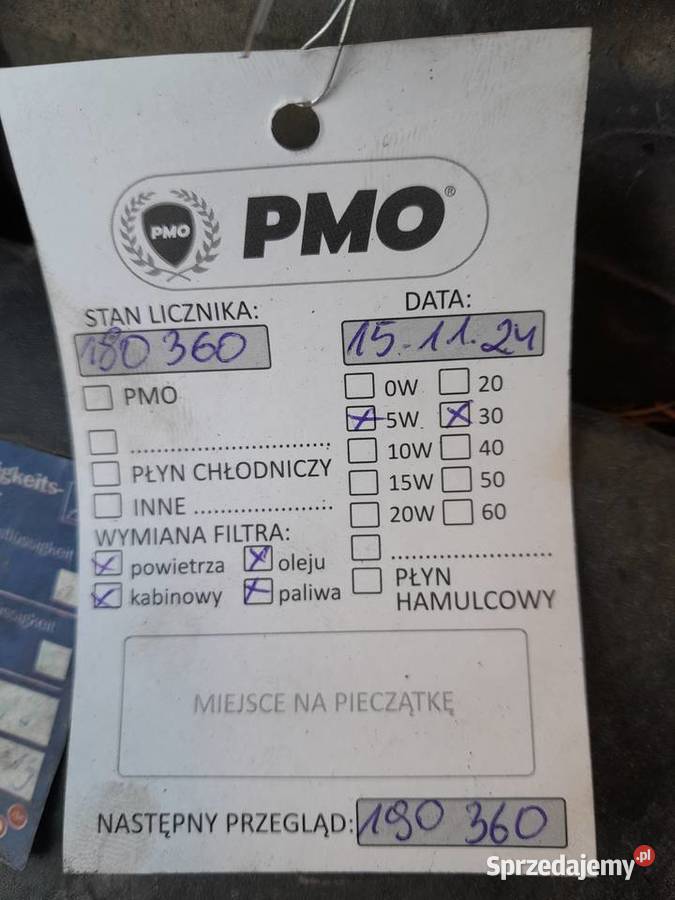 PMO
PMO®
STAN LICZNIKA:
180 360
DATA:
15.11.24
PMO
0W 20
5W 30
10W 40
15W 50
20W 60
PŁYN CHŁODNICZY
INNE
WYMIANA FILTRA:
powietrza oleju
kabinowy paliwa
PŁYN
HAMULCOWY
MIEJSCE NA PIECZĄTKĘ
NASTĘPNY PRZEGLĄD: 190 360
Sprzedajemy.pl